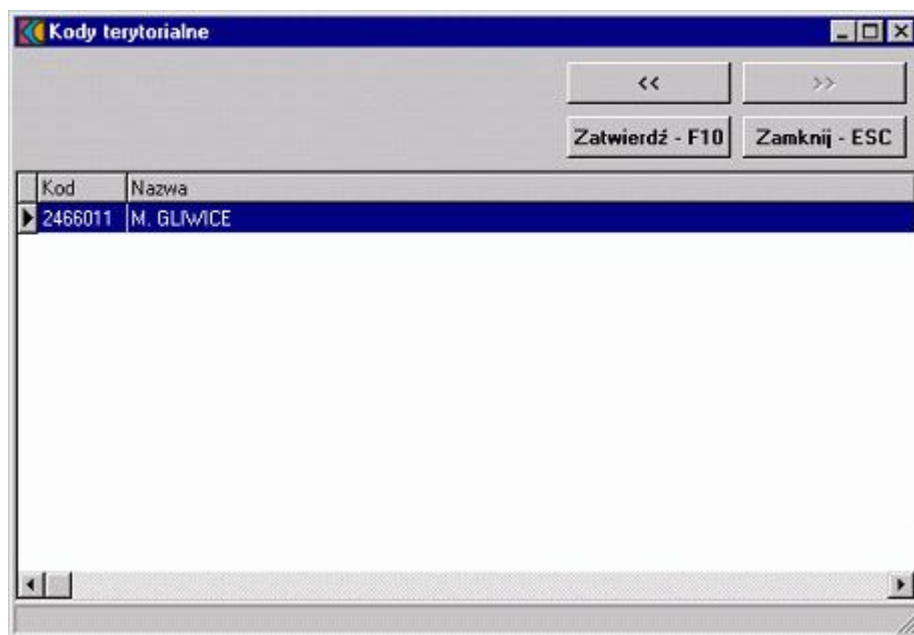 Kody terytorialne
<< >>
Zatwierdź - F10 Zamknij - ESC
Kod Nazwa
2466011 M. GLIWICE